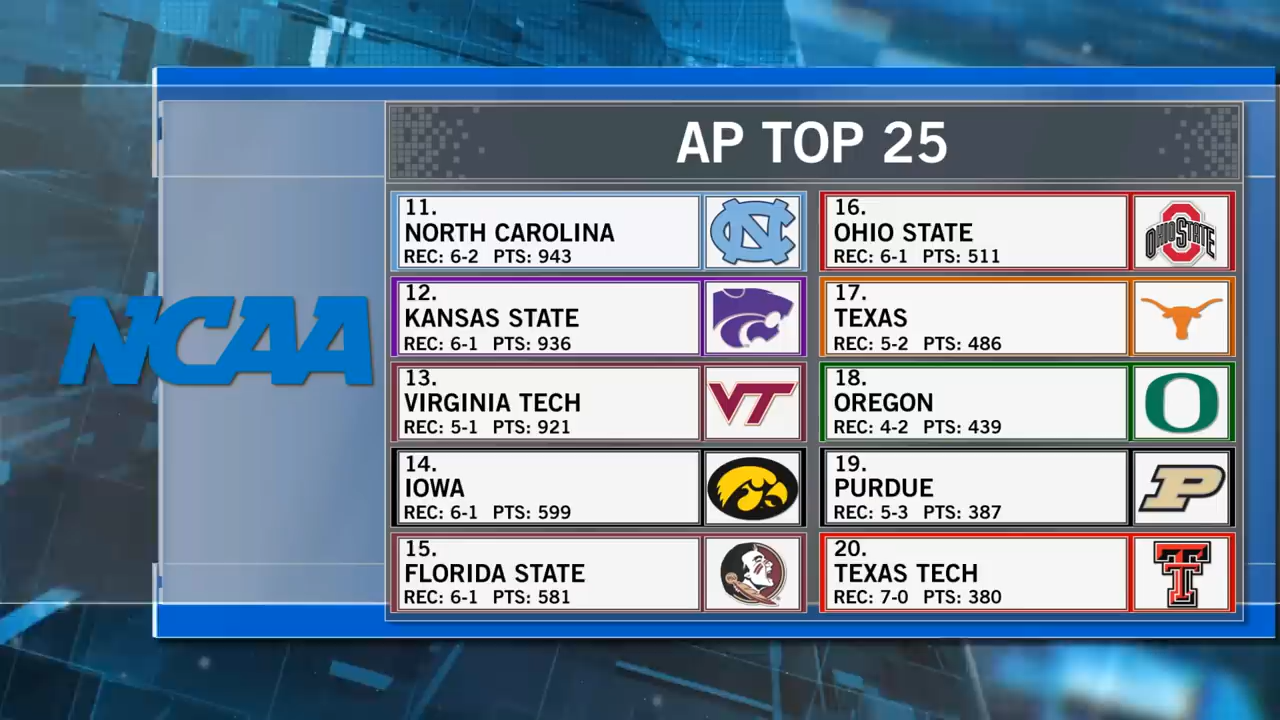 AP TOP 25
NCAA
11.
NORTH CAROLINA
REC: 6-2 PTS: 943
NC
12.
KANSAS STATE
REC: 6-1 PTS: 936
13.
VIRGINIA TECH
REC: 5-1 PTS: 921
VT
14.
IOWA
REC: 6-1 PTS: 599
15.
FLORIDA STATE
REC: 6-1 PTS: 581
16.
OHIO STATE
REC: 6-1 PTS: 511
OHIO STATE
17.
TEXAS
REC: 5-2 PTS: 486
18.
OREGON
REC: 4-2 PTS: 439
O
19.
PURDUE
REC: 5-3 PTS: 387
P
20.
TEXAS TECH
REC: 7-0 PTS: 380
T